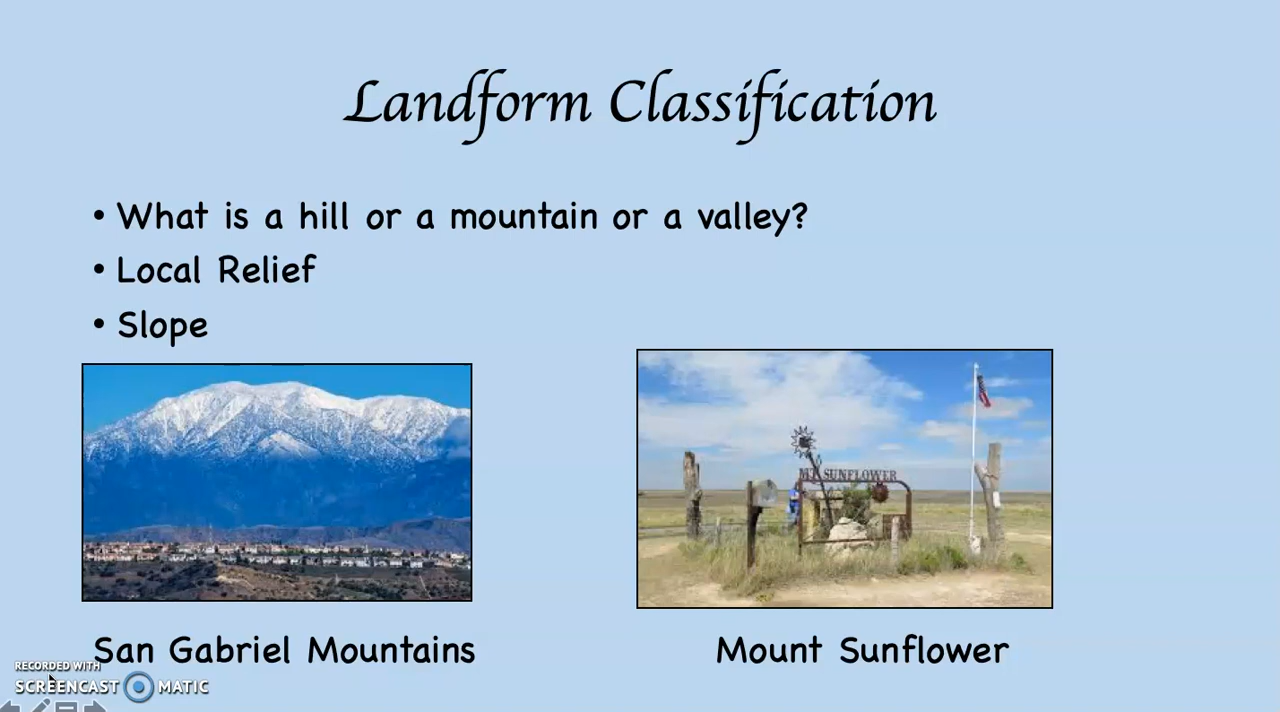 Landform Classification
• What is a hill or a mountain or a valley?
• Local Relief
• Slope
MT. SUNFLOWER
San Gabriel Mountains
Mount Sunflower
RECORDED WITH
SCREENCAST MATIC